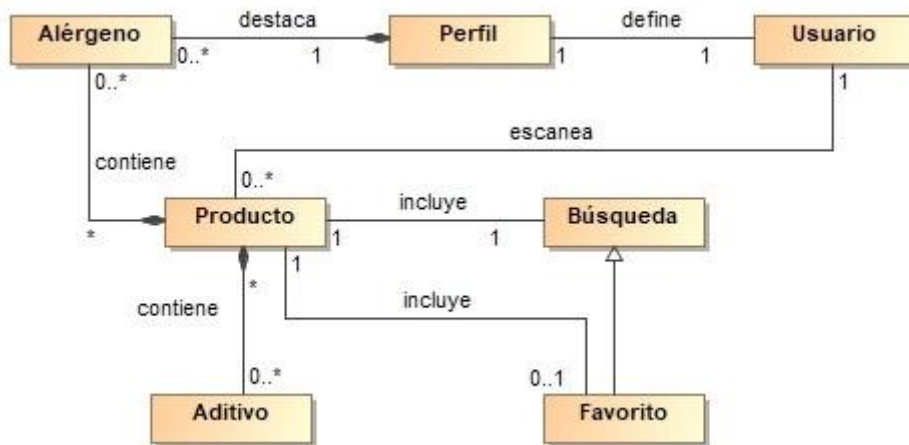 Alérgeno destaca Perfil define Usuario
0..* 1 1 1
0..* 1
escanea
contiene
0..*
Producto incluye Búsqueda
* 1 1
1
*
contiene incluye
0..* 0..1
Aditivo Favorito